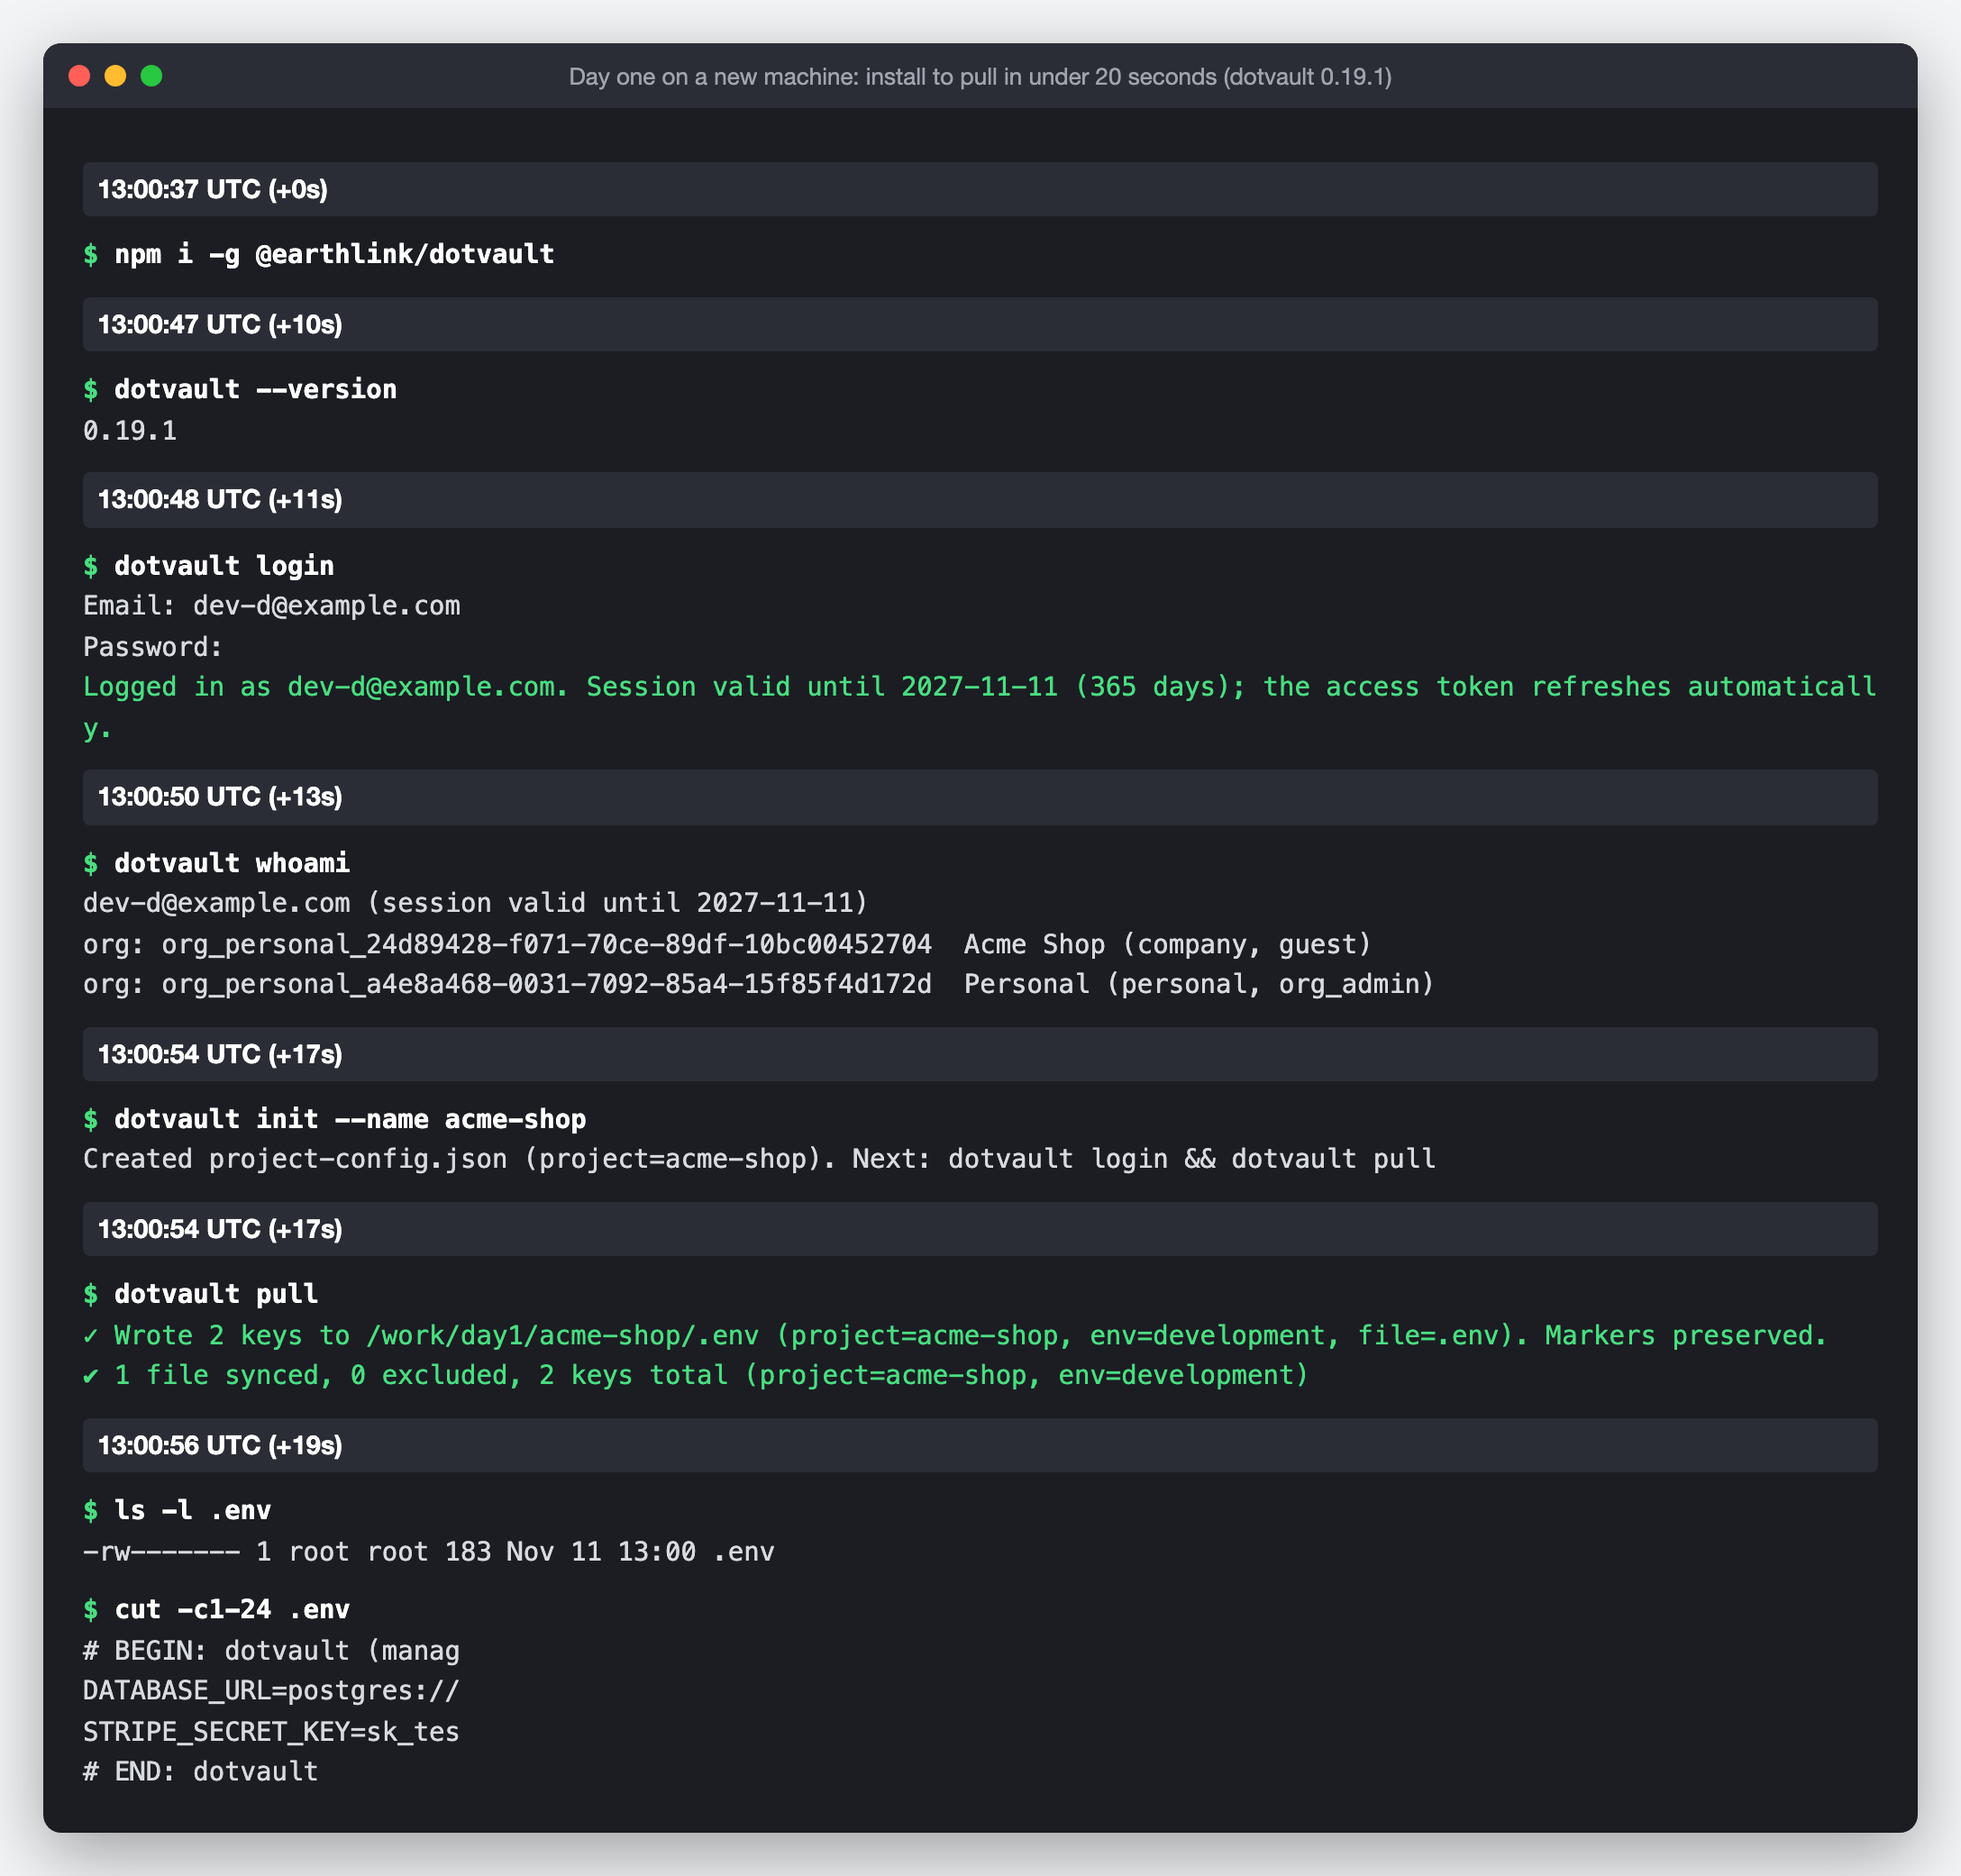 Day one on a new machine: install to pull in under 20 seconds (dotvault 0.19.1)
13:00:37 UTC (+0s)
$ npm i -g @earthlink/dotvault
13:00:47 UTC (+10s)
$ dotvault --version
0.19.1
13:00:48 UTC (+11s)
$ dotvault login
Email: dev-d@example.com
Password:
Logged in as dev-d@example.com. Session valid until 2027-11-11 (365 days); the access token refreshes automaticall
y.
13:00:50 UTC (+13s)
$ dotvault whoami
dev-d@example.com (session valid until 2027-11-11)
org: org_personal_24d89428-f071-70ce-89df-10bc00452704  Acme Shop (company, guest)
org: org_personal_a4e8a468-0031-7092-85a4-15f85f4d172d  Personal (personal, org_admin)
13:00:54 UTC (+17s)
$ dotvault init --name acme-shop
Created project-config.json (project=acme-shop). Next: dotvault login && dotvault pull
13:00:54 UTC (+17s)
$ dotvault pull
✓ Wrote 2 keys to /work/day1/acme-shop/.env (project=acme-shop, env=development, file=.env). Markers preserved.
✔ 1 file synced, 0 excluded, 2 keys total (project=acme-shop, env=development)
13:00:56 UTC (+19s)
$ ls -l .env
-rw------- 1 root root 183 Nov 11 13:00 .env
$ cut -c1-24 .env
# BEGIN: dotvault (manag
DATABASE_URL=postgres://
STRIPE_SECRET_KEY=sk_tes
# END: dotvault